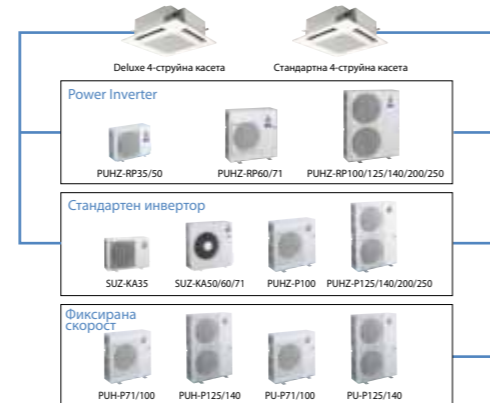 Deluxe 4-струйна касета Стандартна 4-струйна касета
Power Inverter
PUHZ-RP35/50 PUHZ-RP60/71 PUHZ-RP100/125/140/200/250
Стандартен инвертор
SUZ-KA35 SUZ-KA50/60/71 PUHZ-P100 PUHZ-P125/140/200/250
Фиксирана
скорост
PUH-P71/100 PUH-P125/140 PU-P71/100 PU-P125/140